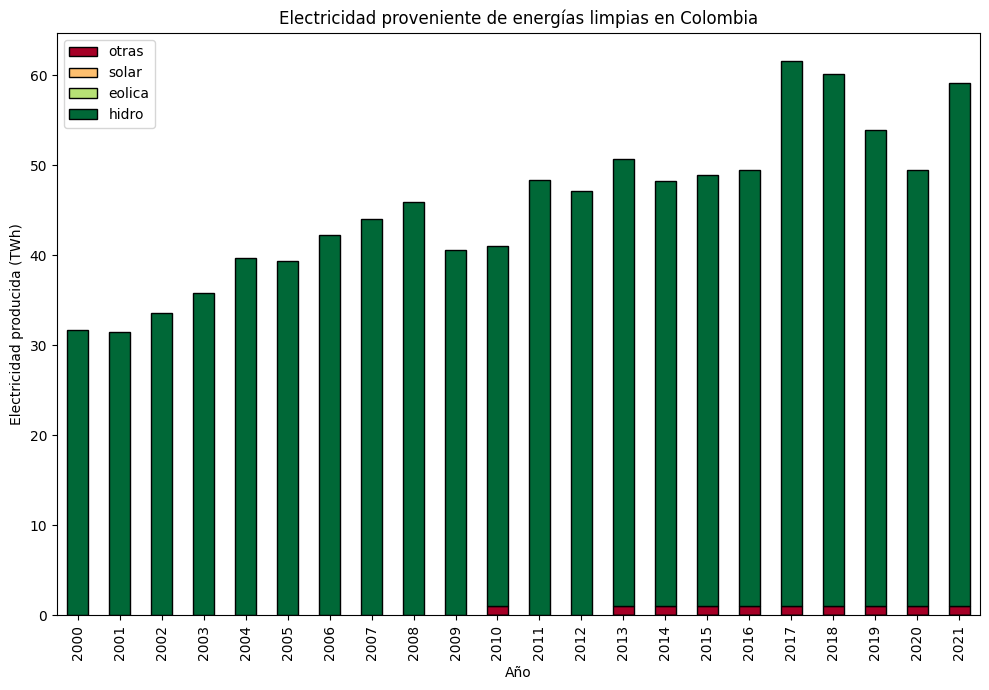 Electricidad proveniente de energías limpias en Colombia
otras
solar
eolica
hidro
Electricidad producida (TWh)
60
50
40
30
20
10
0
2000 2001 2002 2003 2004 2005 2006 2007 2008 2009 2010 2011 2012 2013 2014 2015 2016 2017 2018 2019 2020 2021
Año